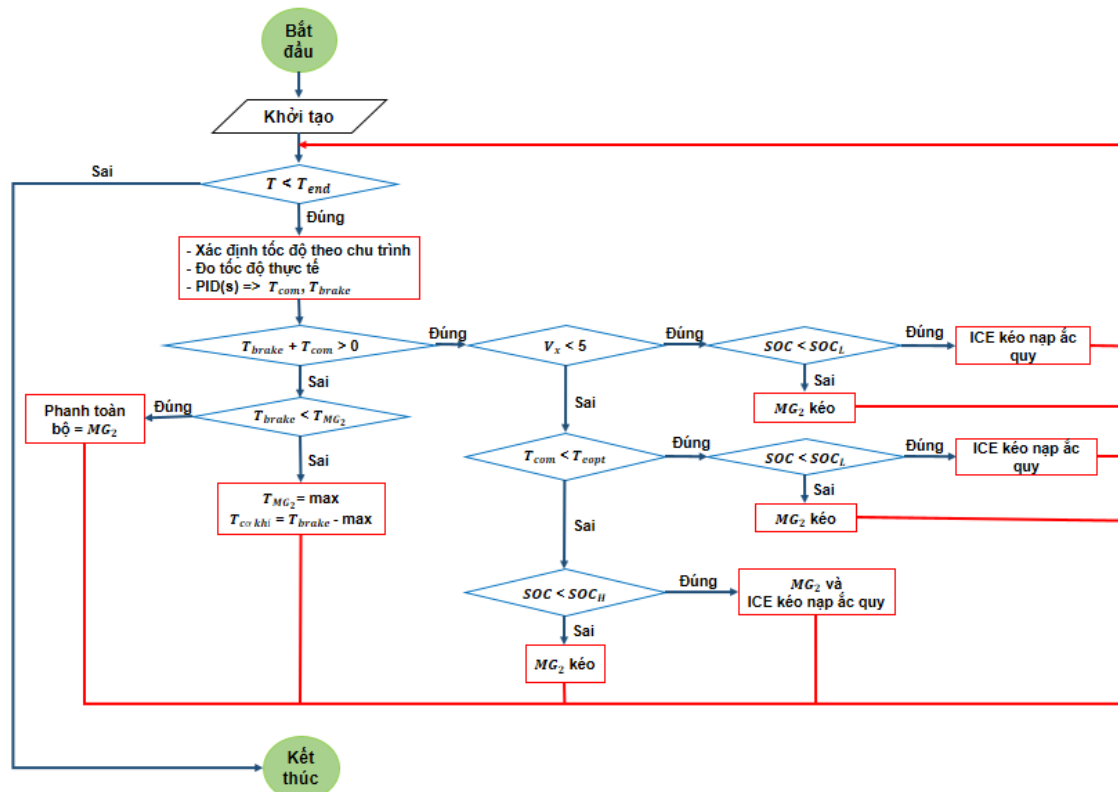 Bắt
đầu
Khởi tạo
Sai
T < T_end
Đúng
- Xác định tốc độ theo chu trình
- Đo tốc độ thực tế
- PID(s) => T_com, T_brake
T_brake + T_com > 0
Đúng
V_x < 5
Đúng
SOC < SOC_L
Đúng
ICE kéo nạp ắc
quy
Sai
MG_2 kéo
Sai
T_brake < T_MG_2
Đúng
Phanh toàn
bộ = MG_2
Sai
T_MG_2 = max
T_cơ khí = T_brake - max
Sai
T_com < T_eopt
Đúng
SOC < SOC_L
Đúng
ICE kéo nạp ắc
quy
Sai
MG_2 kéo
Sai
SOC < SOC_H
Đúng
MG_2 và
ICE kéo nạp ắc quy
Sai
MG_2 kéo
Kết
thúc